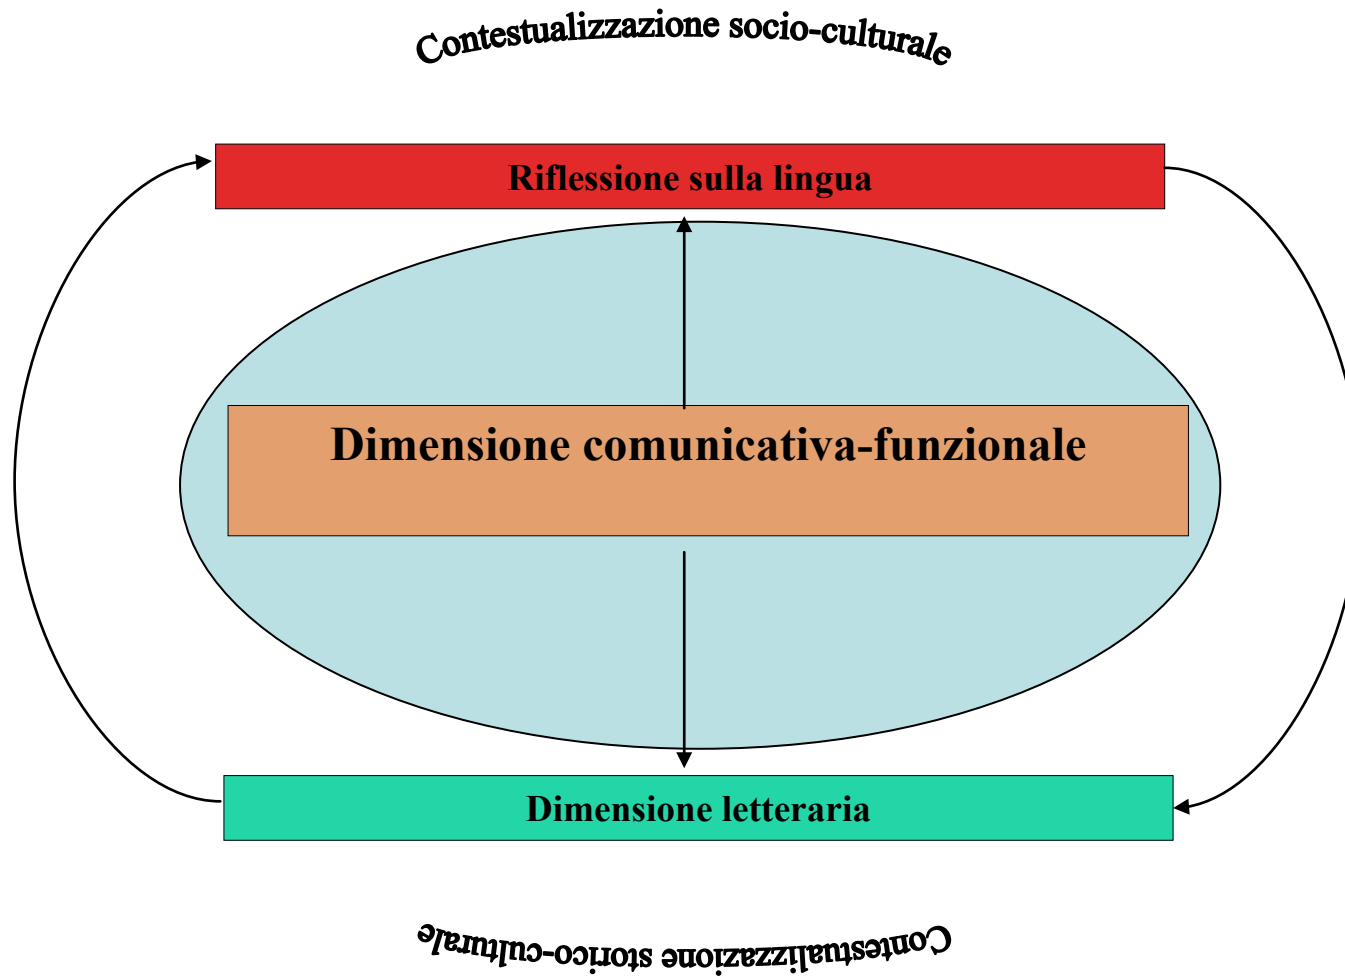 Contestualizzazione socio-culturale
Riflessione sulla lingua
Dimensione comunicativa-funzionale
Dimensione letteraria
Contestualizzazione storico-culturale